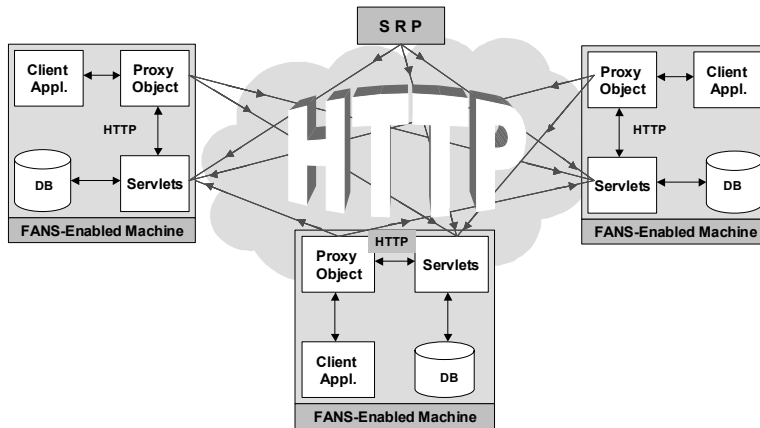 S R P
HTTP
Client
Appl.
Proxy
Object
HTTP
DB
Servlets
FANS-Enabled Machine
Proxy
Object
Client
Appl.
HTTP
Servlets
DB
FANS-Enabled Machine
Proxy
Object
HTTP
Servlets
Client
Appl.
DB
FANS-Enabled Machine